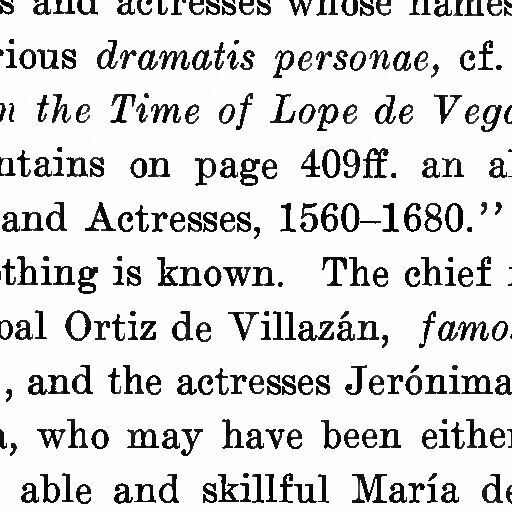 s and actresses whose names
rious dramatis personae, cf.
n the Time of Lope de Vega
ntains on page 409ff. an al
and Actresses, 1560–1680.”
thing is known. The chief
bal Ortiz de Villazán, famos
, and the actresses Jerónima
a, who may have been either
able and skillful María de